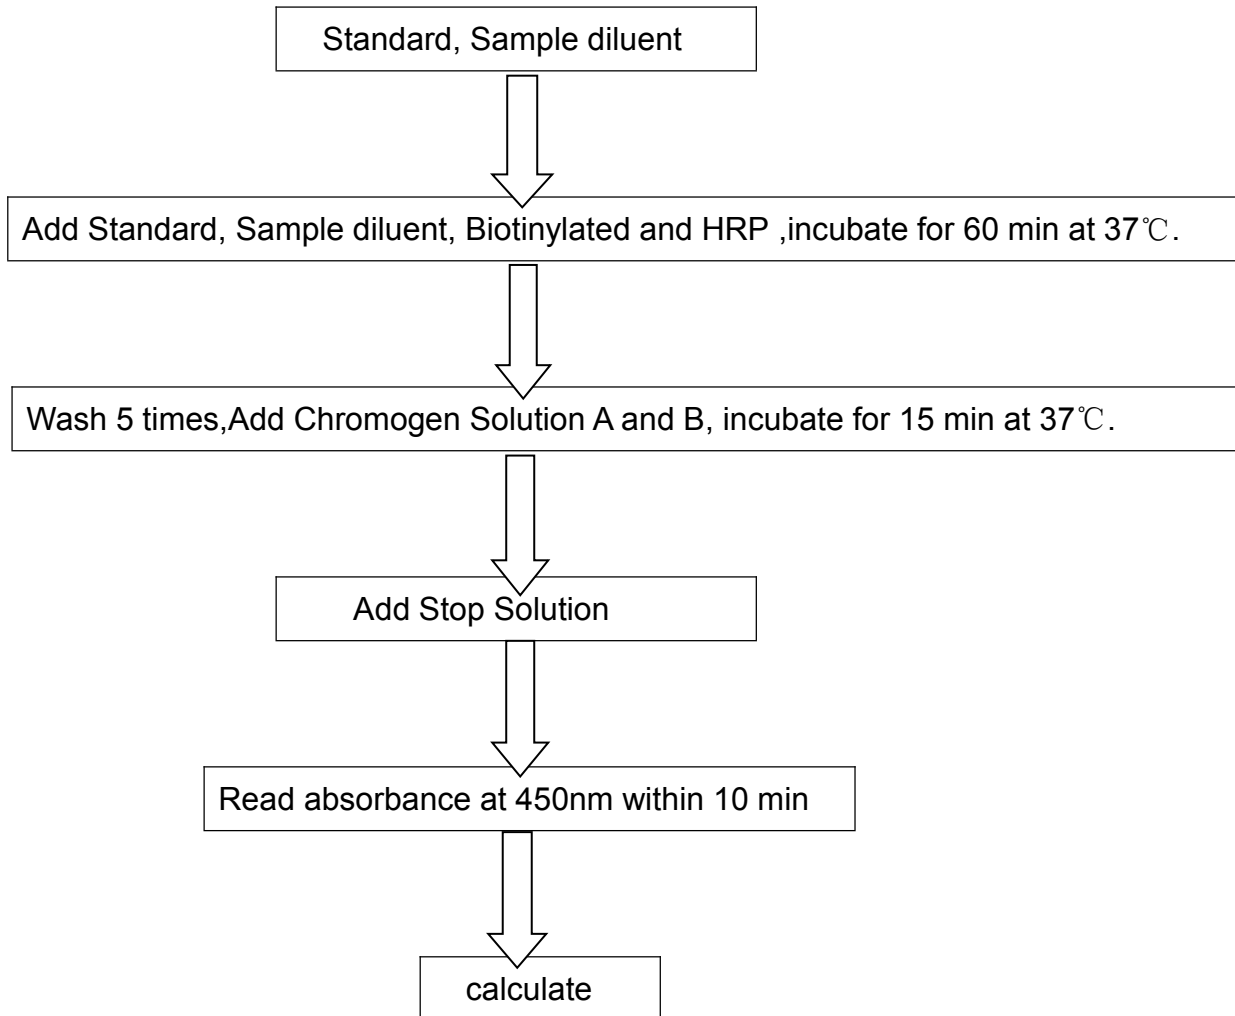 Standard, Sample diluent
Add Standard, Sample diluent, Biotinylated and HRP ,incubate for 60 min at 37℃.
Wash 5 times,Add Chromogen Solution A and B, incubate for 15 min at 37℃.
Add Stop Solution
Read absorbance at 450nm within 10 min
calculate